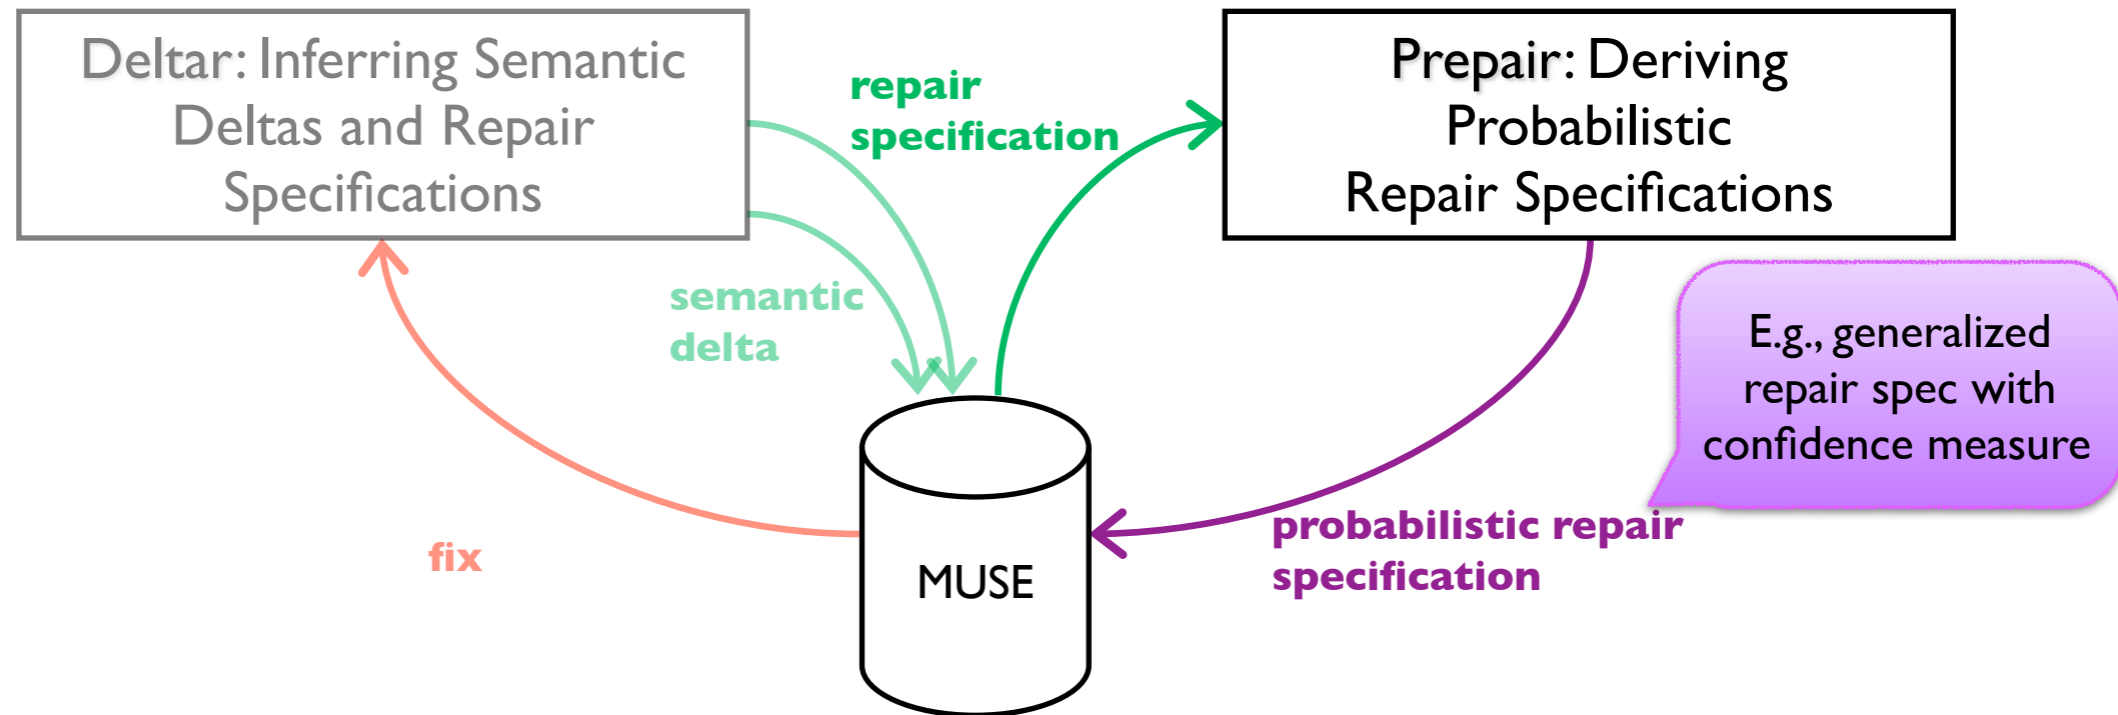 Deltar: Inferring Semantic
Deltas and Repair
Specifications
repair
specification
Prepair: Deriving
Probabilistic
Repair Specifications
semantic
delta
E.g., generalized
repair spec with
confidence measure
fix
MUSE
probabilistic repair
specification